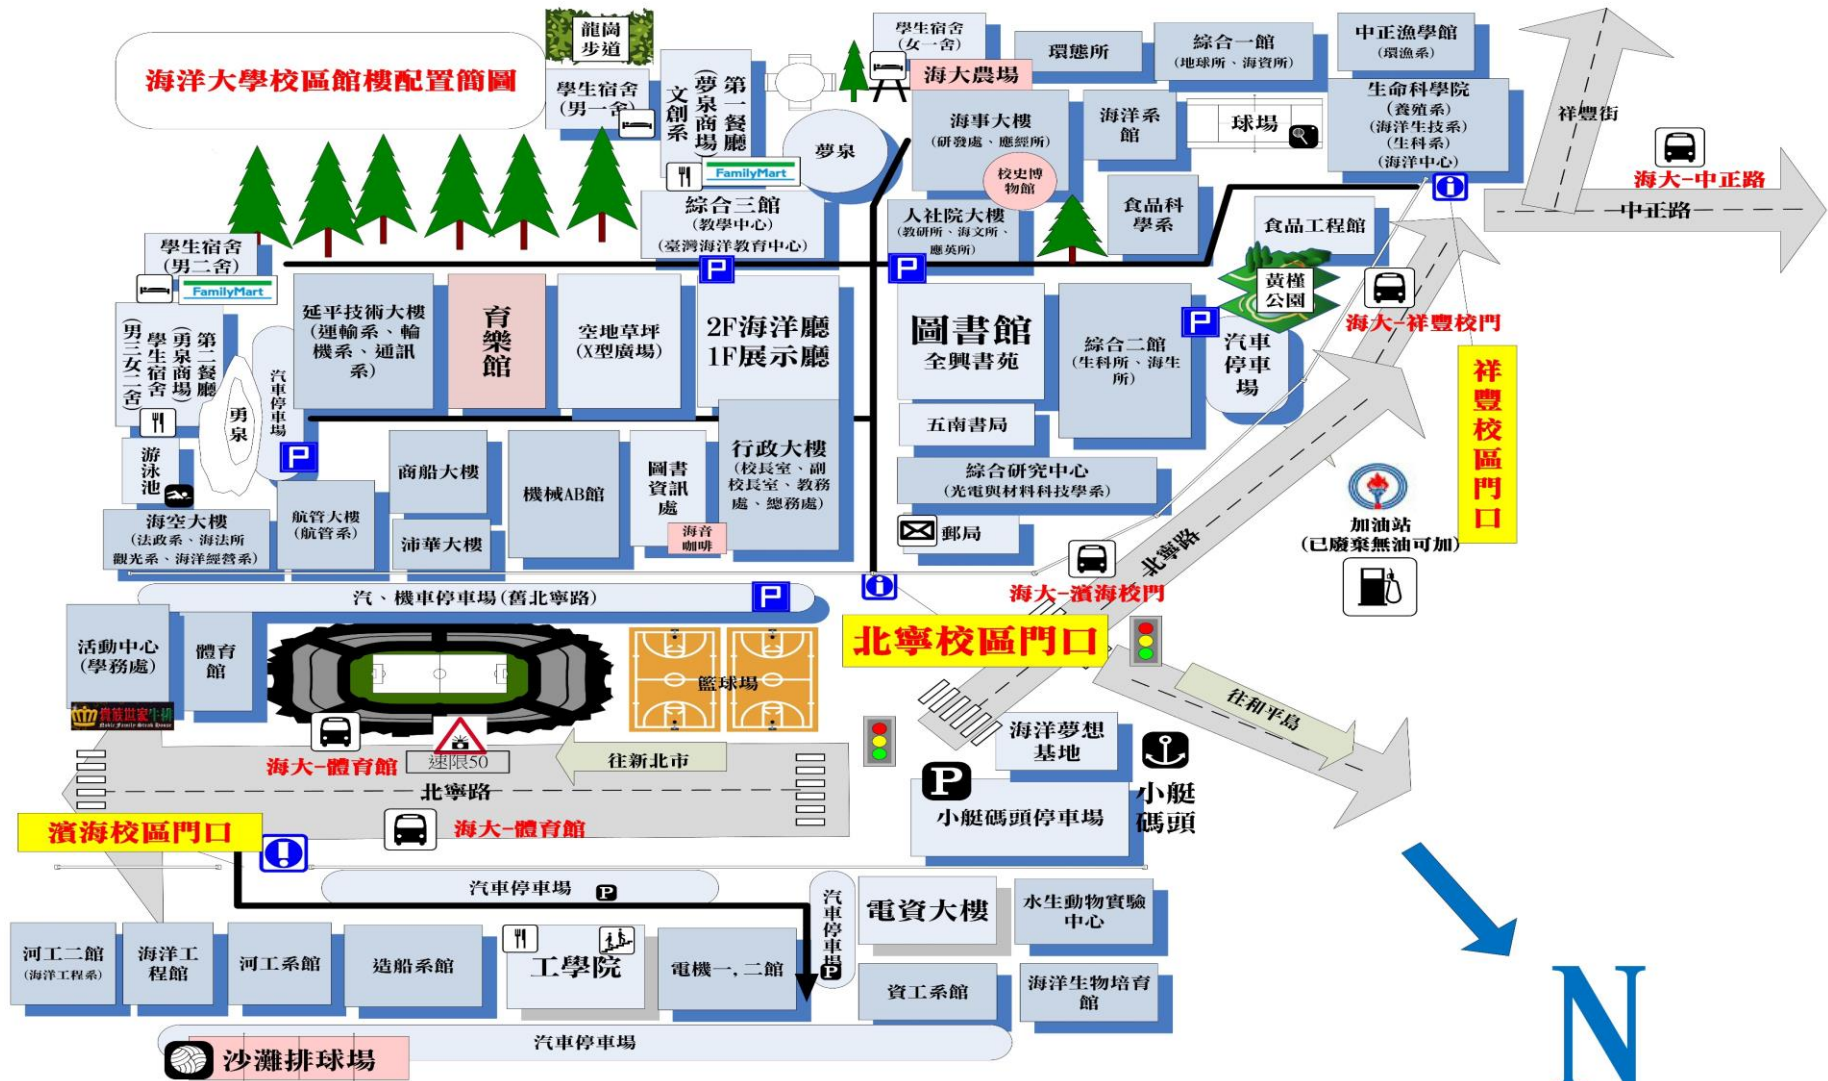 海洋大學校區館樓配置簡圖
龍崗
步道
學生宿舍
(男一舍)
第一餐廳
(夢泉商場)
文創系
FamilyMart
夢泉
學生宿舍
(女一舍)
海大農場
環態所
綜合一館
(地球所、海資所)
中正漁學館
(環漁系)
海事大樓
(研發處、應經所)
校史博
物館
海洋系
館
球場
生命科學院
(養殖系)
(海洋生技系)
(生科系)
(海洋中心)
祥豐街
海大-中正路
中正路
綜合三館
(教學中心)
(臺灣海洋教育中心)
人社院大樓
(教研所、海文所、
應英所)
食品科
學系
食品工程館
學生宿舍
(男二舍)
FamilyMart
P
P
黃槿
公園
海大-祥豐校門
第二餐廳
(勇泉商場)
學生宿舍
(男三女二舍)
勇泉
汽車停車場
P
延平技術大樓
(運輸系、輪
機系、通訊
系)
育樂館
空地草坪
(X型廣場)
2F海洋廳
1F展示廳
圖書館
全興書苑
綜合二館
(生科所、海生
所)
P
汽車
停車
場
祥豐校區門口
五南書局
游泳池
商船大樓
機械AB館
圖書
資訊
處
海音
咖啡
行政大樓
(校長室、副
校長室、教務
處、總務處)
綜合研究中心
(光電與材料科技學系)
加油站
(已廢棄無油可加)
海空大樓
(法政系、海法所
觀光系、海洋經營系)
航管大樓
(航管系)
沛華大樓
郵局
北寧路
海大-濱海校門
汽、機車停車場(舊北寧路)
P
北寧校區門口
活動中心
(學務處)
貴族世家牛排
Noble Family Steak House
體育
館
籃球場
往和平島
海大-體育館
速限50
往新北市
北寧路
海大-體育館
海洋夢想
基地
P
小艇碼頭停車場
小艇
碼頭
濱海校區門口
汽車停車場
P
汽車停車場
P
電資大樓
水生動物實驗
中心
河工二館
(海洋工程系)
海洋工
程館
河工系館
造船系館
工學院
電機一,二館
資工系館
海洋生物培育
館
汽車停車場
沙灘排球場
N